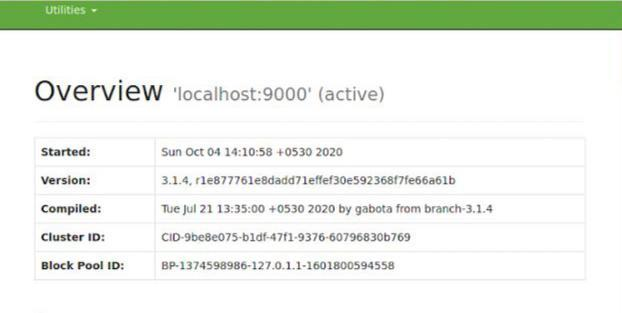 Utilities
Overview 'localhost:9000' (active)
Started: Sun Oct 04 14:10:58 +0530 2020
Version: 3.1.4, r1e877761e8dadd71effef30e592368f7fe66a61b
Compiled: Tue Jul 21 13:35:00 +0530 2020 by gabota from branch-3.1.4
Cluster ID: CID-9be8e075-b1df-47f1-9376-60796830b769
Block Pool ID: BP-1374598986-127.0.1.1-1601800594558